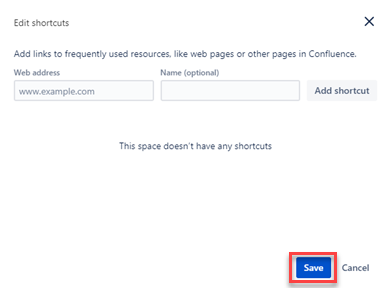 Edit shortcuts
Add links to frequently used resources, like web pages or other pages in Confluence.
Web address Name (optional)
www.example.com Add shortcut
This space doesn't have any shortcuts
Save Cancel